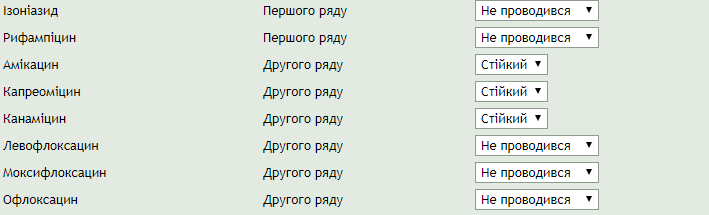 Ізоніазид Першого ряду Не проводився
Рифампіцин Першого ряду Не проводився
Амікацин Другого ряду Стійкий
Капреоміцин Другого ряду Стійкий
Канаміцин Другого ряду Стійкий
Левофлоксацин Другого ряду Не проводився
Моксифлоксацин Другого ряду Не проводився
Офлоксацин Другого ряду Не проводився